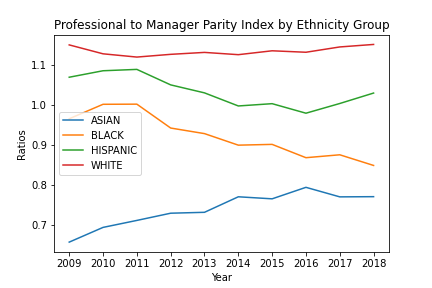 Professional to Manager Parity Index by Ethnicity Group
1.1
1.0
0.9
0.8
0.7
Ratios
ASIAN
BLACK
HISPANIC
WHITE
2009 2010 2011 2012 2013 2014 2015 2016 2017 2018
Year